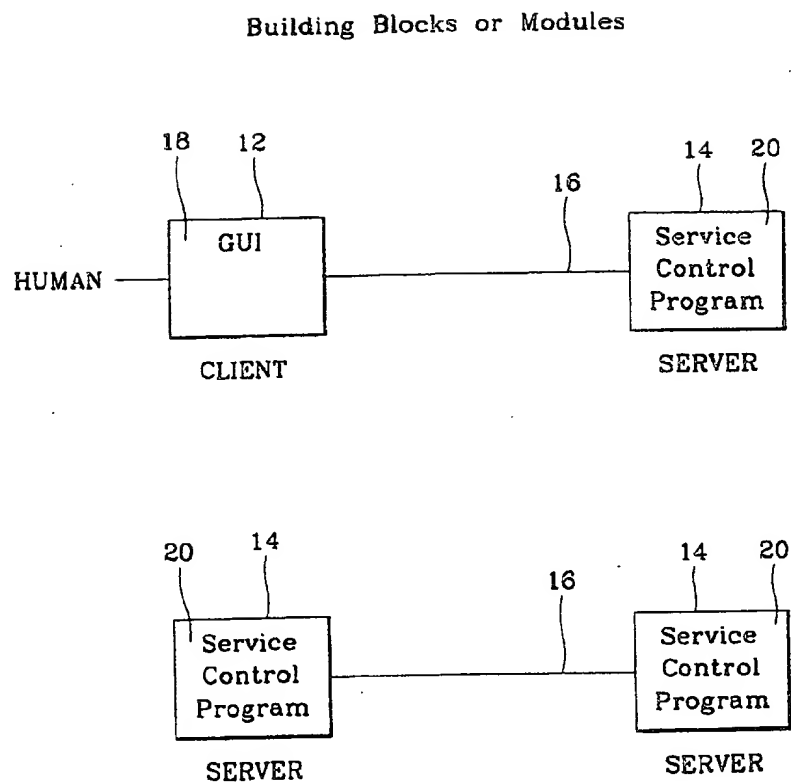 Building Blocks or Modules
18
12
14
20
16
GUI
Service
Control
Program
HUMAN
CLIENT
SERVER
20
14
14
20
16
Service
Control
Program
Service
Control
Program
SERVER
SERVER